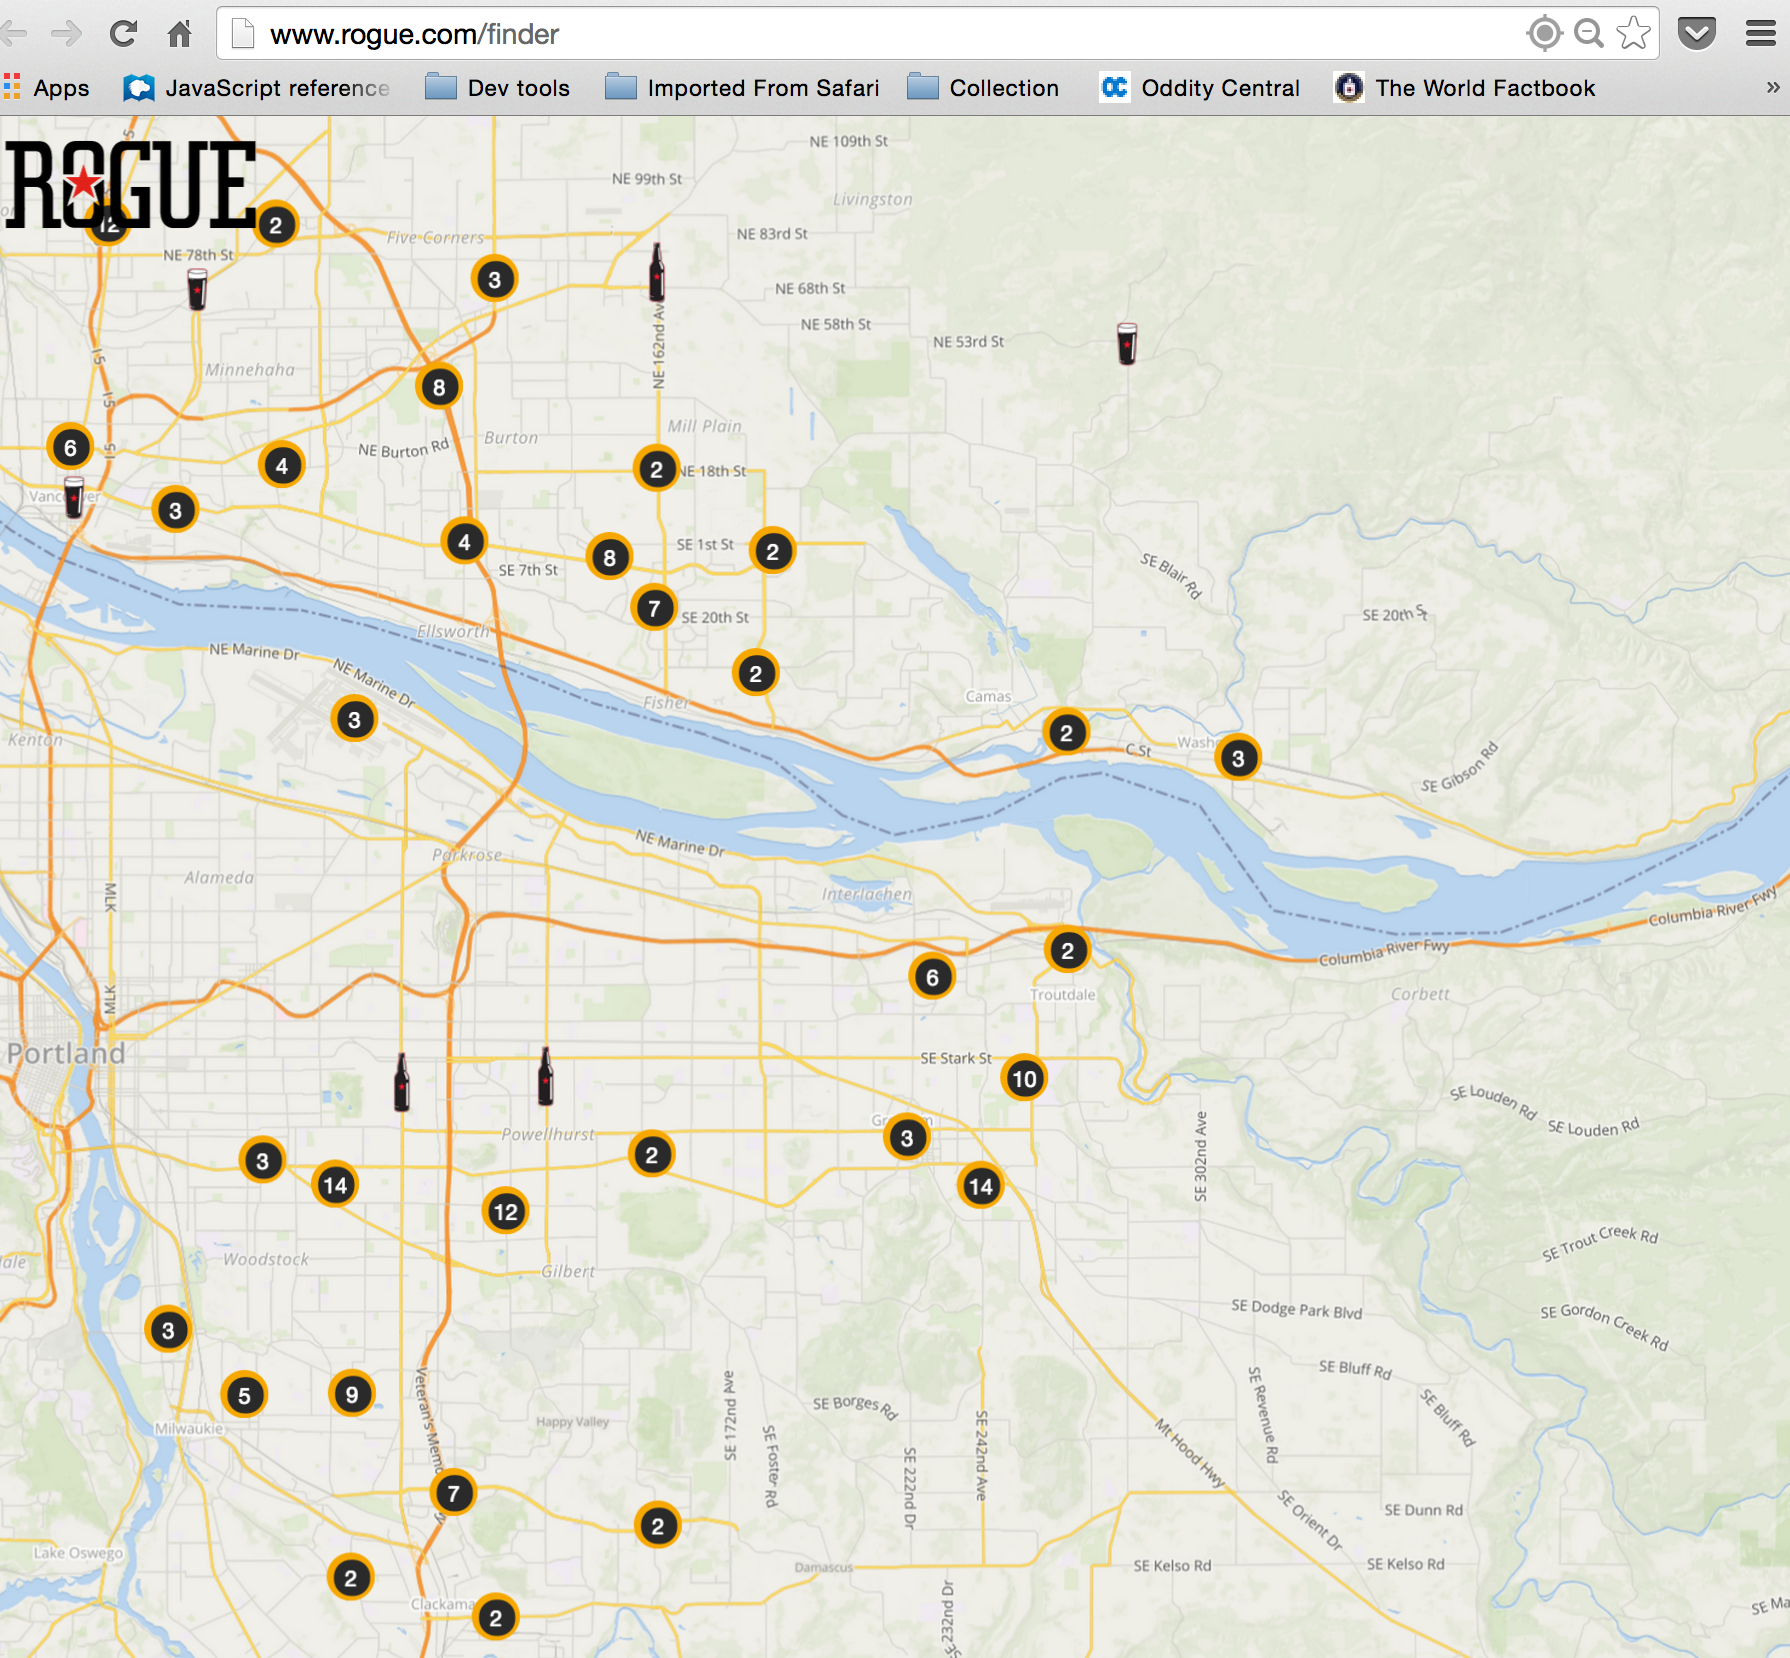 www.rogue.com/finder
Apps
JavaScript reference
Dev tools
Imported From Safari
Collection
Oddity Central
The World Factbook
»
ROGUE
5
12
2
NE 109th St
NE 99th St
Livingston
NE 83rd St
Five Corners
NE 78th St
3
NE 68th St
NE 58th St
NE 53rd St
NE 162nd Av
I-5
Minnehaha
8
I-5
Mill Plain
Burton
NE Burton Rd
6
I-5
4
2
NE 18th St
3
4
8
SE 1st St
2
SE 7th St
SE Blair Rd
7
SE 20th St
SE 20th St
Ellsworth
NE Marine Dr
NE Marine Dr
2
Fisher
Camas
3
Kenton
2
C St
Wash
3
SE Gibson Rd
NE Marine Dr
Parkrose
Alameda
MLK
Interlachen
Columbia River Fwy
Columbia River Fwy
2
6
Troutdale
Corbett
MLK
Portland
SE Stark St
10
SE Louden Rd
SE Louden Rd
3
Powellhurst
2
SE 302nd Ave
3
14
14
12
SE Trout Creek Rd
Woodstock
Gilbert
dale
SE Dodge Park Blvd
SE Gordon Creek Rd
3
SE Bluff Rd
SE Bluff Rd
5
9
SE Revenue Rd
SE 172nd Ave
SE Borges Rd
Happy Valley
Milwaukie
SE Foster Rd
SE 222nd Dr
SE 242nd Ave
Mt Hood Hwy
Veteran's Memo
7
2
SE Orient Dr
SE Dunn Rd
Lake Oswego
2
Damascus
SE Kelso Rd
SE Kelso Rd
Clackama
2
SE 232nd Dr
SE Ma